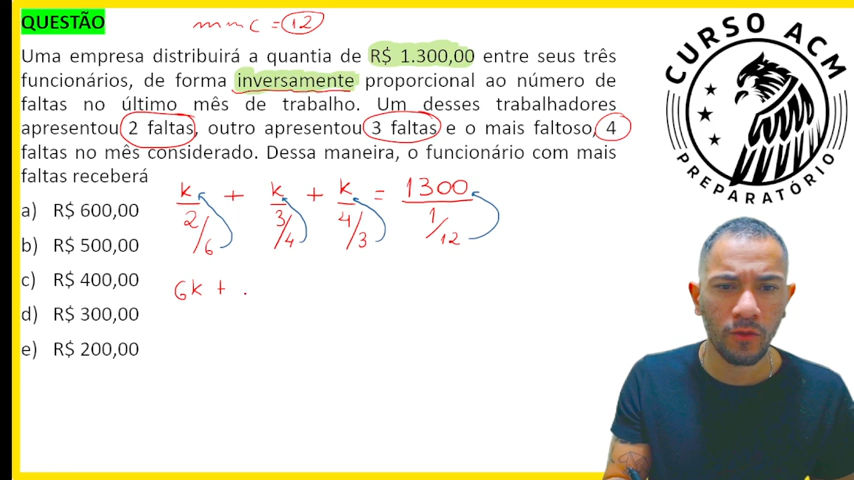 QUESTÃO
mmc = 12
Uma empresa distribuirá a quantia de R$ 1.300,00 entre seus três
funcionários, de forma inversamente proporcional ao número de
faltas no último mês de trabalho. Um desses trabalhadores
apresentou 2 faltas, outro apresentou 3 faltas e o mais faltoso, 4
faltas no mês considerado. Dessa maneira, o funcionário com mais
faltas receberá
a) R$ 600,00
b) R$ 500,00
c) R$ 400,00
d) R$ 300,00
e) R$ 200,00
k/2 + k/3 + k/4 = 1300/1
/6 /4 /3 /12
6k + .
CURSO ACM
PREPARATÓRIO